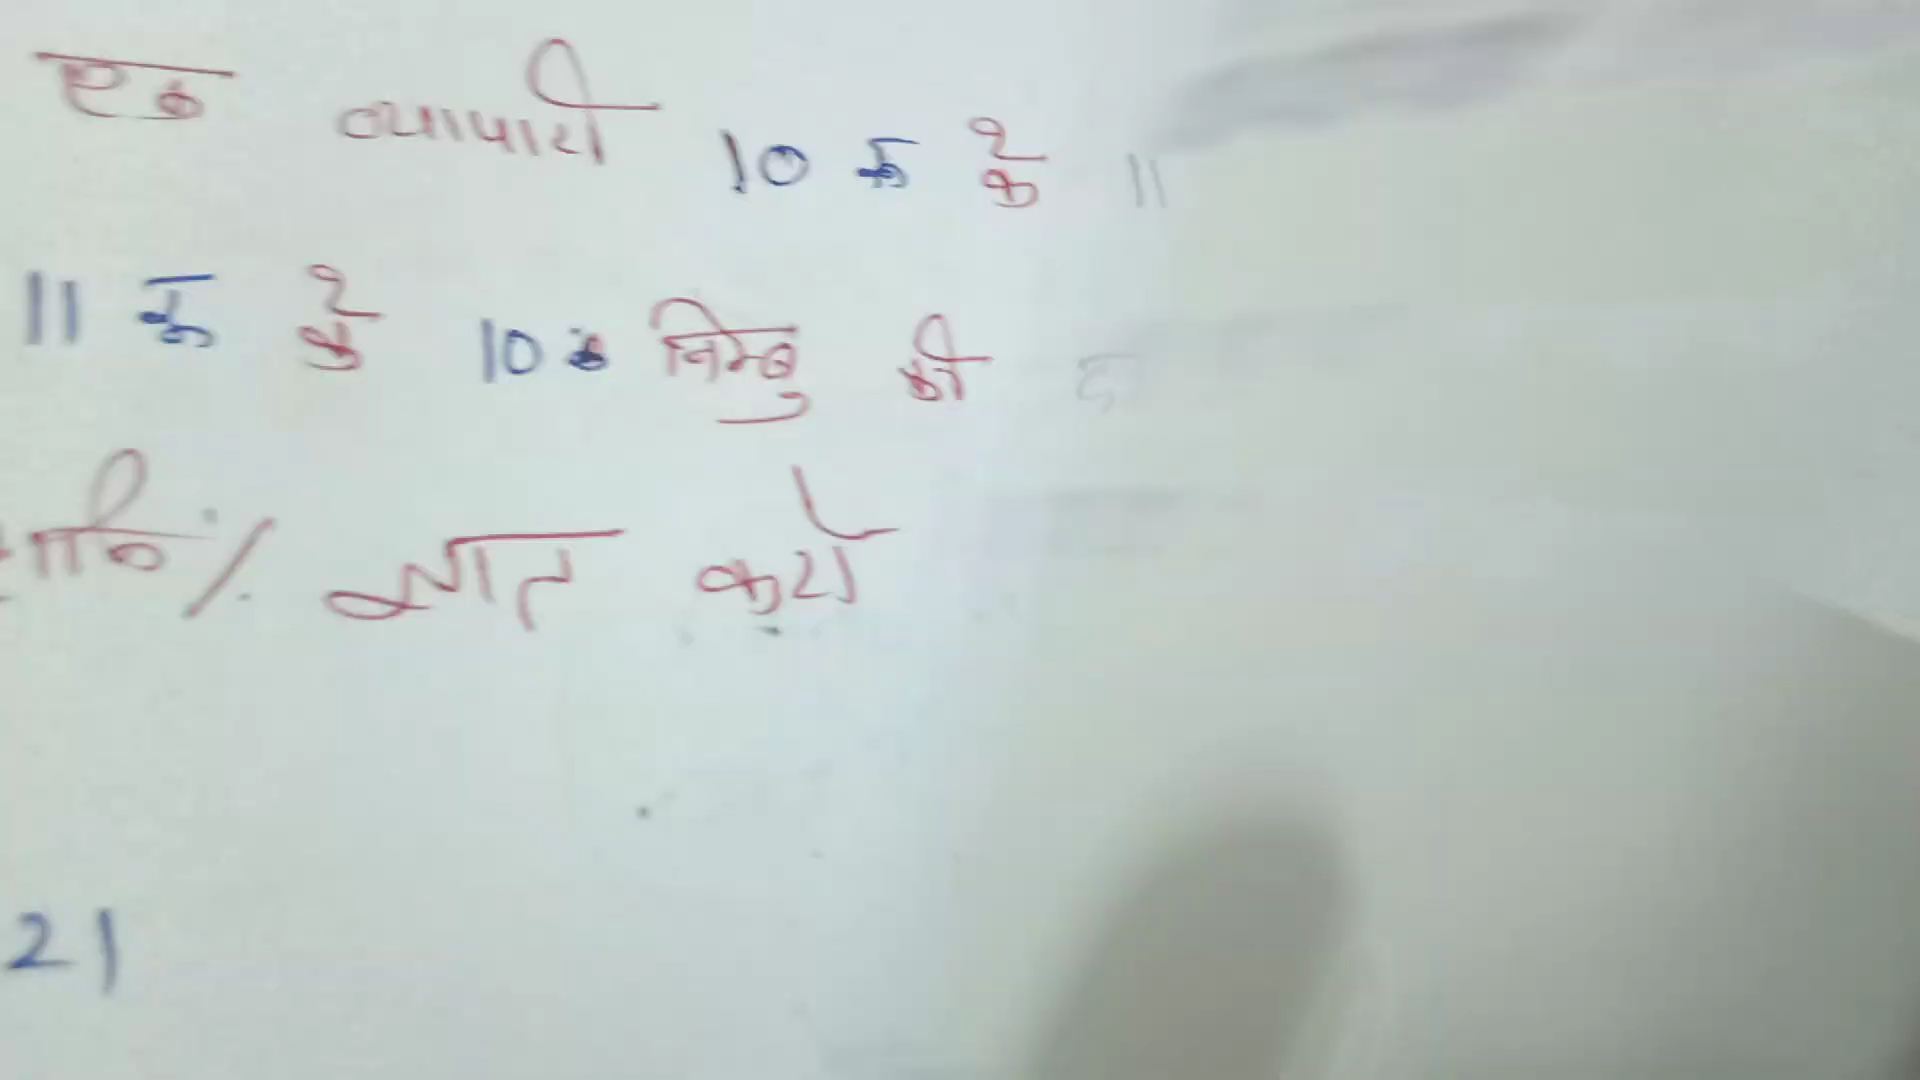 एक व्यापारी 10 रू के 11
11 रू के 10 निम्बु की
% ज्ञात करो
21